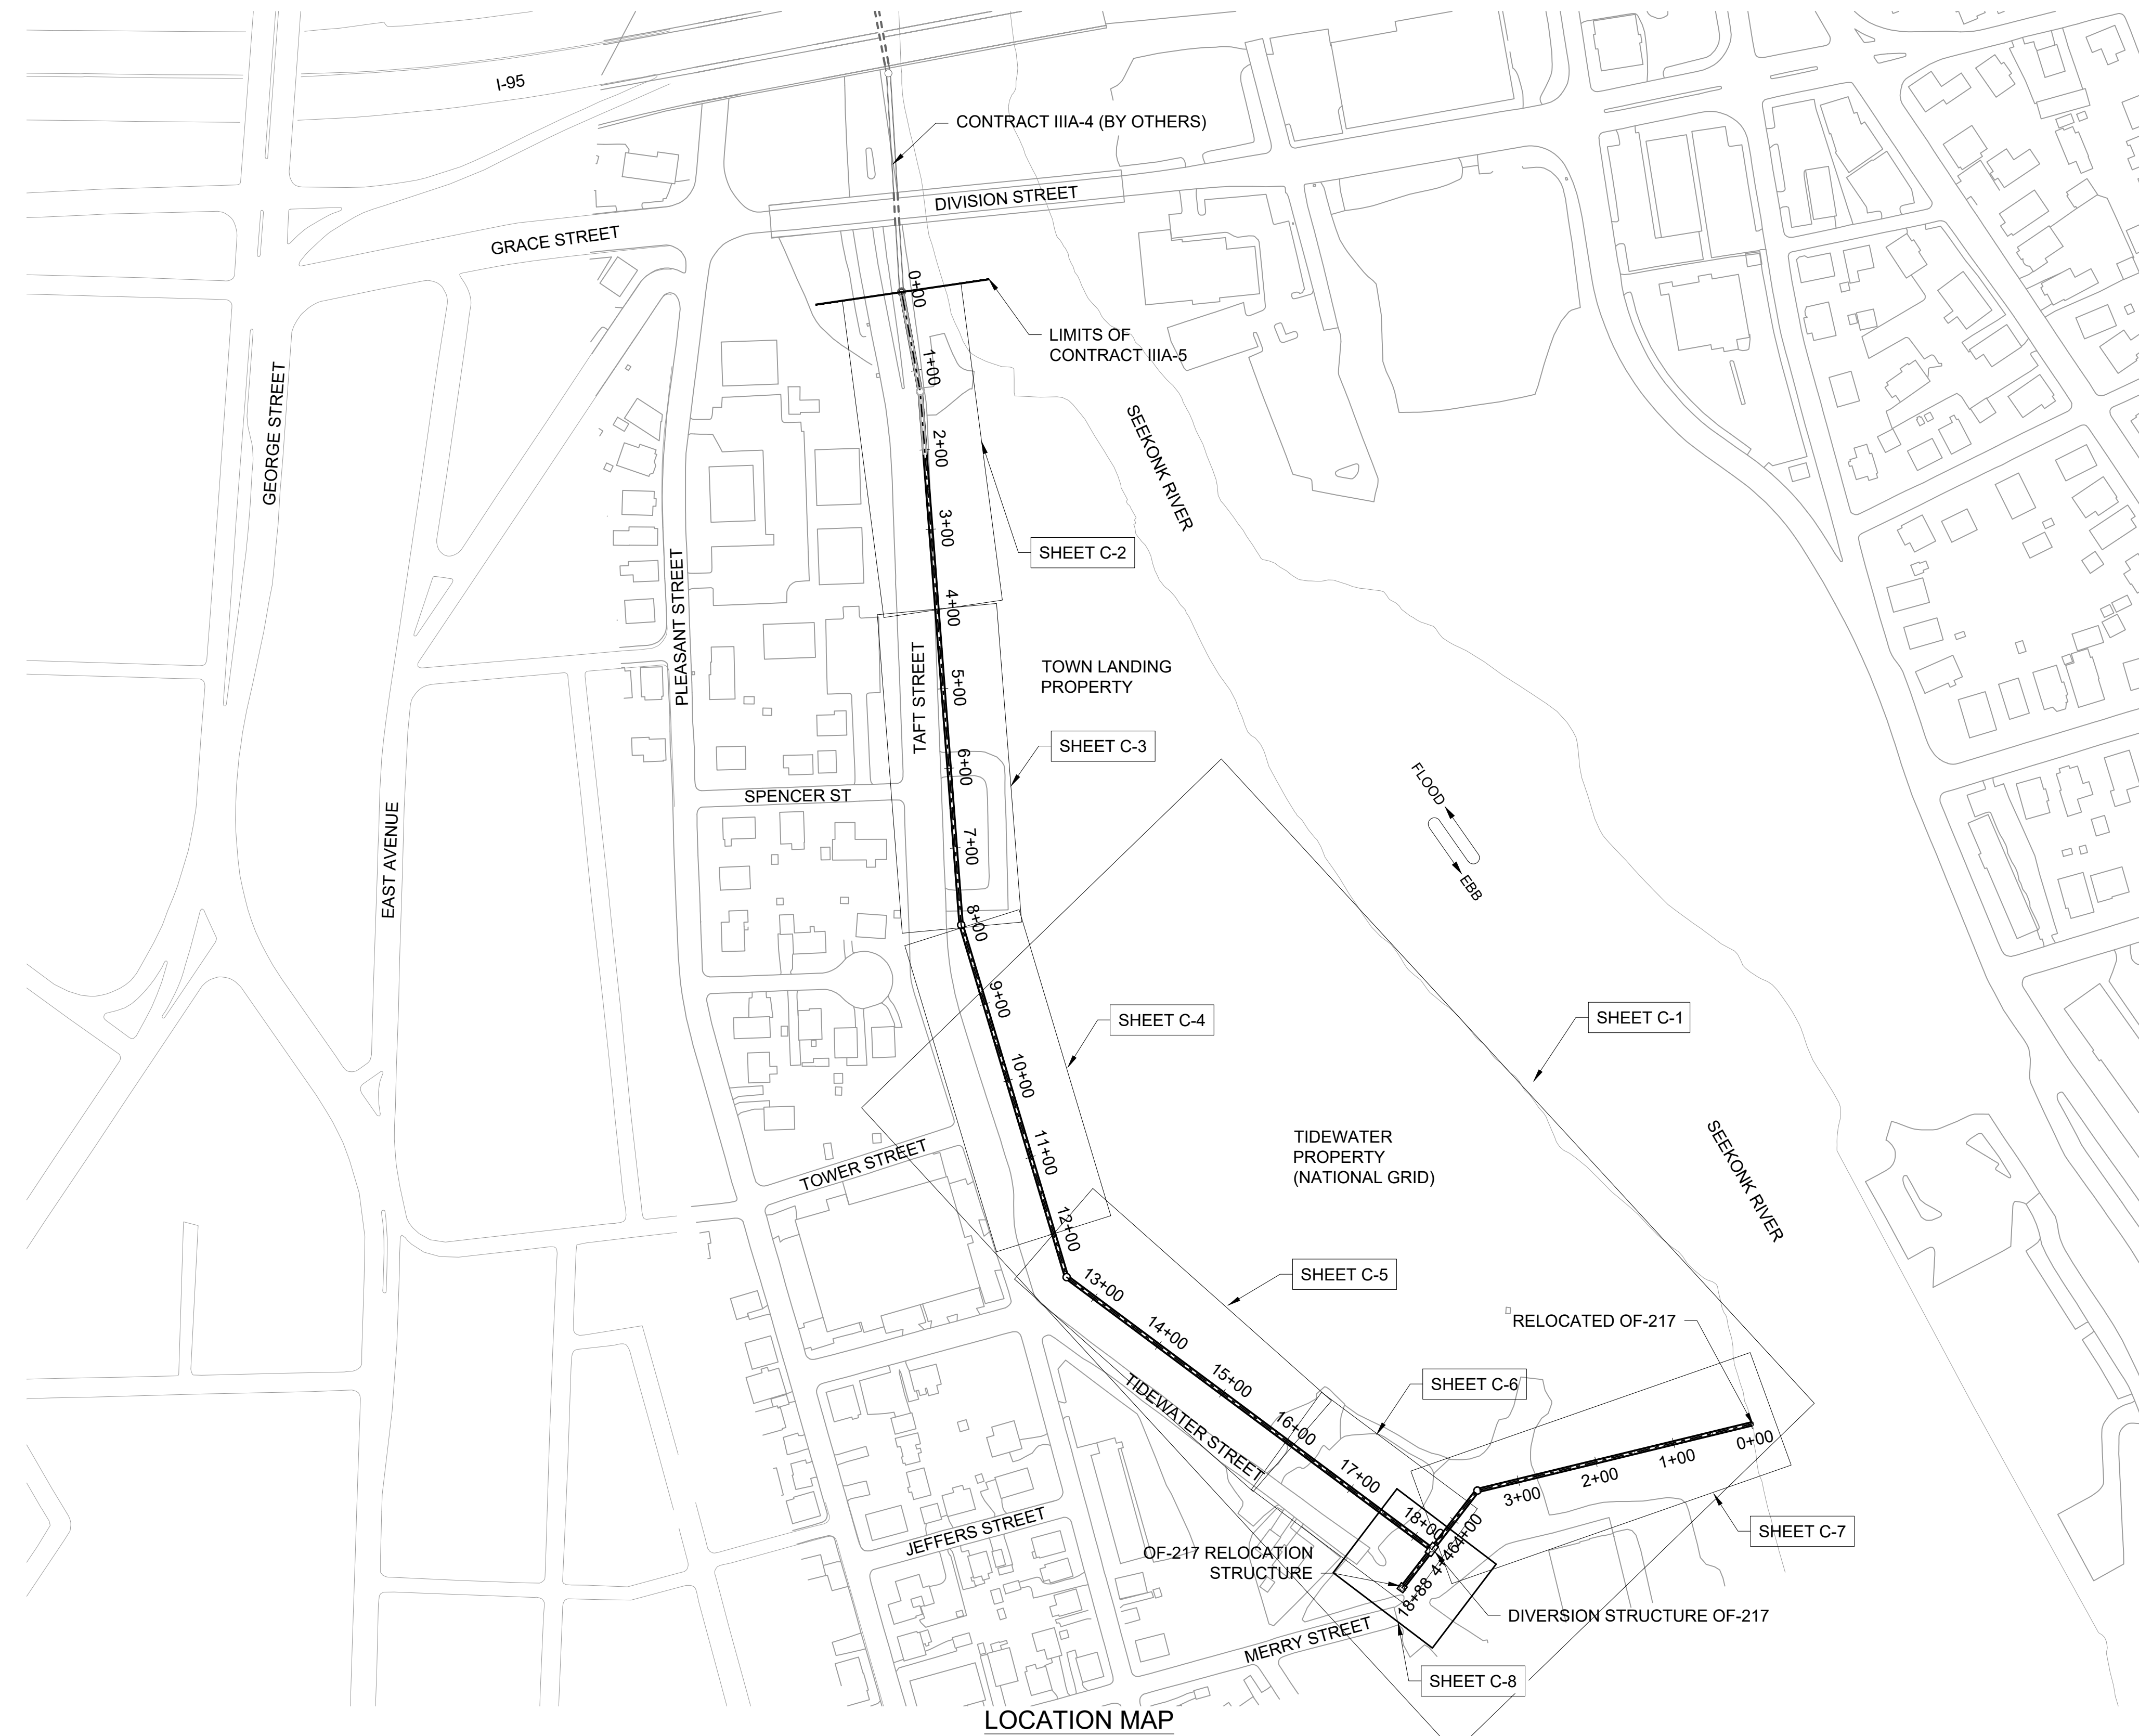 I-95
CONTRACT IIIA-4 (BY OTHERS)
DIVISION STREET
GRACE STREET
0+00
LIMITS OF
CONTRACT IIIA-5
1+00
GEORGE STREET
SEEKONK RIVER
2+00
3+00
SHEET C-2
PLEASANT STREET
4+00
TAFT STREET
TOWN LANDING
PROPERTY
5+00
SHEET C-3
6+00
FLOOD
SPENCER ST
EAST AVENUE
7+00
EBB
8+00
9+00
SHEET C-4
SHEET C-1
10+00
11+00
TIDEWATER
PROPERTY
(NATIONAL GRID)
SEEKONK RIVER
TOWER STREET
12+00
13+00
SHEET C-5
RELOCATED OF-217
14+00
15+00
SHEET C-6
TIDEWATER STREET
16+00
0+00
1+00
17+00
2+00
3+00
18+00
4+00
SHEET C-7
JEFFERS STREET
OF-217 RELOCATION
STRUCTURE
4+46
18+88
DIVERSION STRUCTURE OF-217
MERRY STREET
SHEET C-8
LOCATION MAP